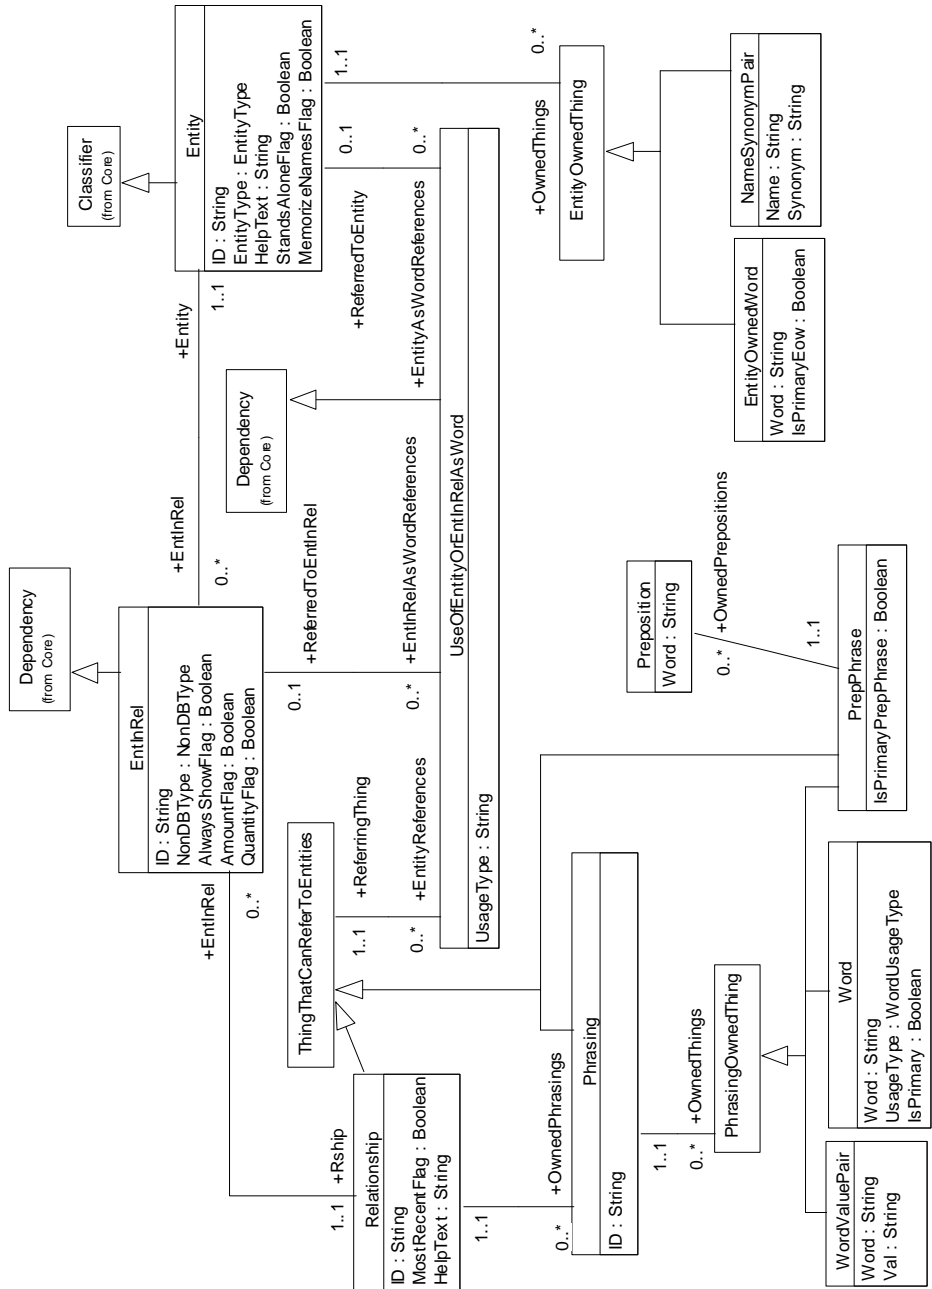 Classifier
(from Core)
Entity
ID : String
EntityType : EntityType
HelpText : String
StandsAloneFlag : Boolean
MemorizeNamesFlag : Boolean
1..1
+Entity
1..1
0..*
+OwnedThings
EntityOwnedThing
0..1
+ReferredToEntity
0..*
+EntityAsWordReferences
NameSynonymPair
Name : String
Synonym : String
EntityOwnedWord
Word : String
IsPrimaryEow : Boolean
Dependency
(from Core)
+EntInRel
0..*
Dependency
(from Core)
EntInRel
ID : String
NonDBType : NonDBType
AlwaysShowFlag : Boolean
AmountFlag : Boolean
QuantityFlag : Boolean
+ReferredToEntInRel
0..1
+EntInRelAsWordReferences
0..*
UseOfEntityOrEntInRelAsWord
UsageType : String
+EntInRel
0..*
ThingThatCanReferToEntities
+ReferringThing
1..1
+EntityReferences
0..*
+Rship
1..1
Relationship
ID : String
MostRecentFlag : Boolean
HelpText : String
1..1
+OwnedPhrasings
0..*
Phrasing
ID : String
1..1
+OwnedThings
0..*
PhrasingOwnedThing
Preposition
Word : String
+OwnedPrepositions
0..*
1..1
PrepPhrase
IsPrimaryPrepPhrase : Boolean
Word
Word : String
UsageType : WordUsageType
IsPrimary : Boolean
WordValuePair
Word : String
Val : String